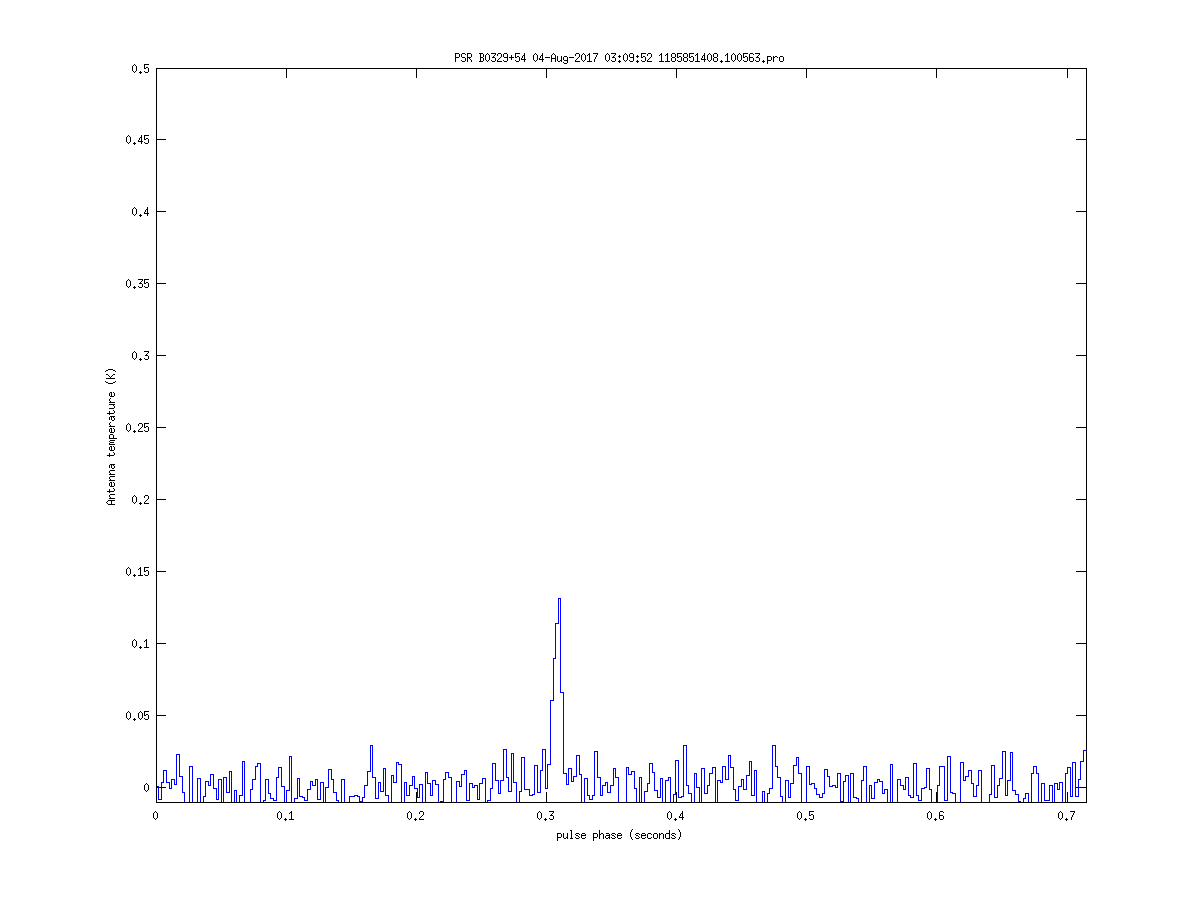 PSR B0329+54 04-Aug-2017 03:09:52 1185851408.100563.pro
0.5
0.45
0.4
0.35
0.3
0.25
0.2
0.15
0.1
0.05
0
Antenna temperature (K)
0 0.1 0.2 0.3 0.4 0.5 0.6 0.7
pulse phase (seconds)